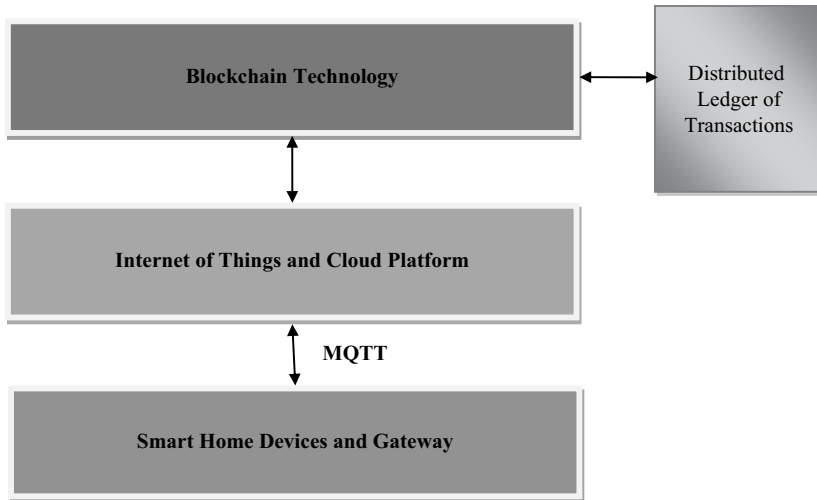 Blockchain Technology
Distributed
Ledger of
Transactions
Internet of Things and Cloud Platform
MQTT
Smart Home Devices and Gateway